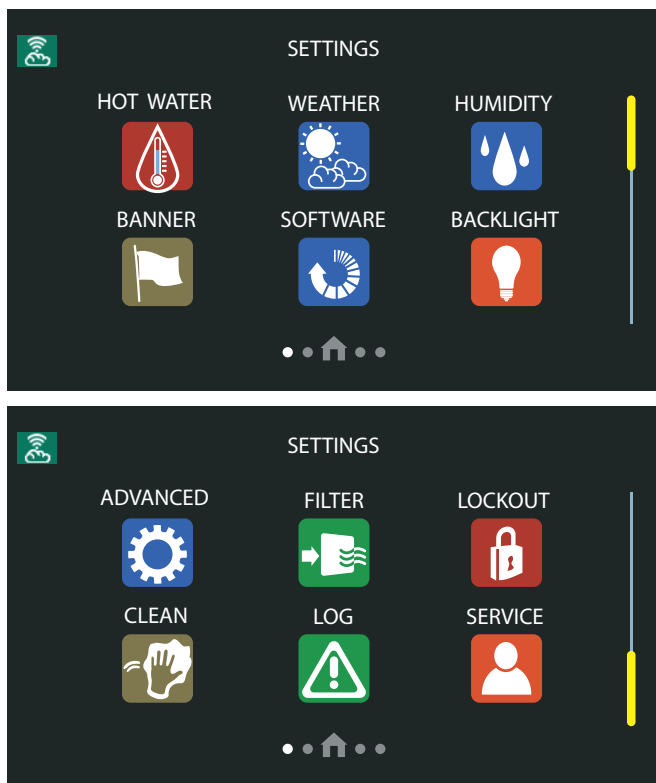 SETTINGS
HOT WATER WEATHER HUMIDITY
BANNER SOFTWARE BACKLIGHT
SETTINGS
ADVANCED FILTER LOCKOUT
CLEAN LOG SERVICE